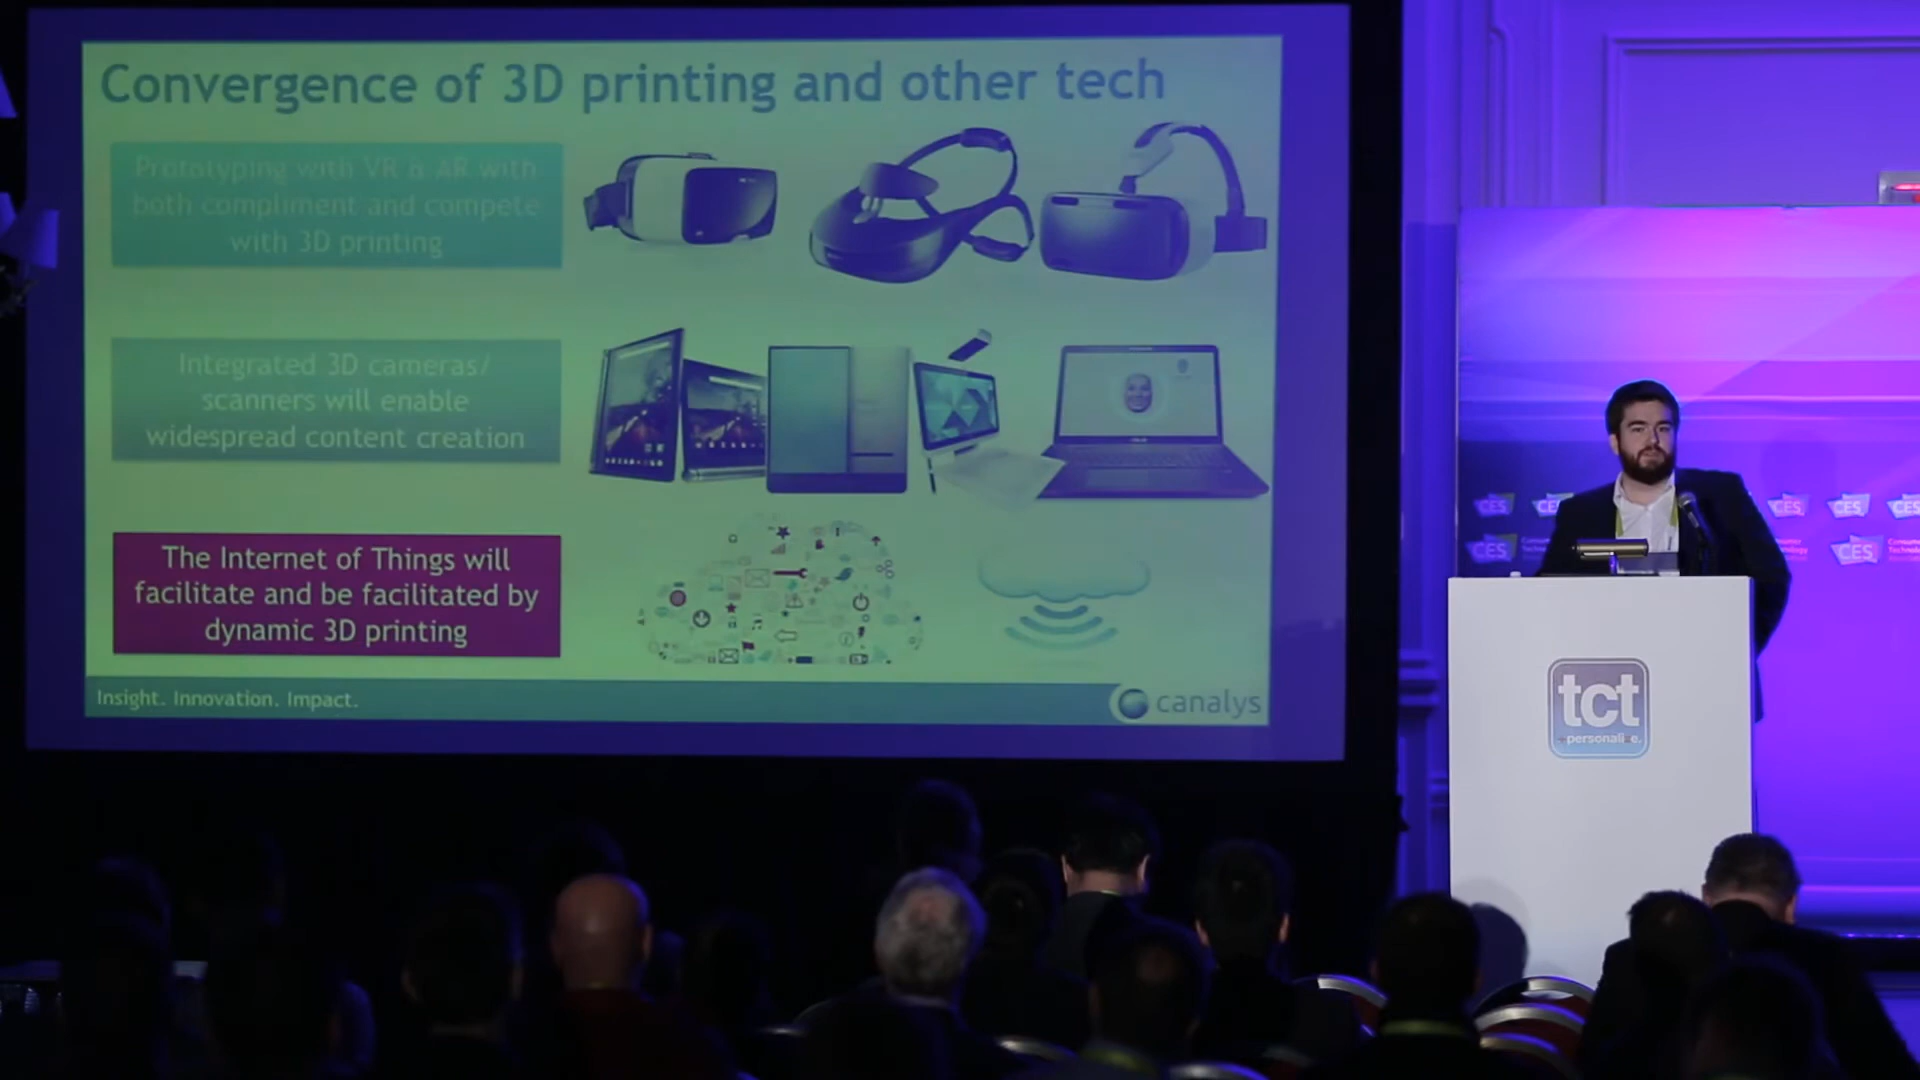 Convergence of 3D printing and other tech
Prototyping with VR & AR with
both compliment and compete
with 3D printing
Integrated 3D cameras/
scanners will enable
widespread content creation
The Internet of Things will
facilitate and be facilitated by
dynamic 3D printing
Insight. Innovation. Impact.
canalys
CES
CE
CES
CES
CES
CES
CES
tct
personalize.